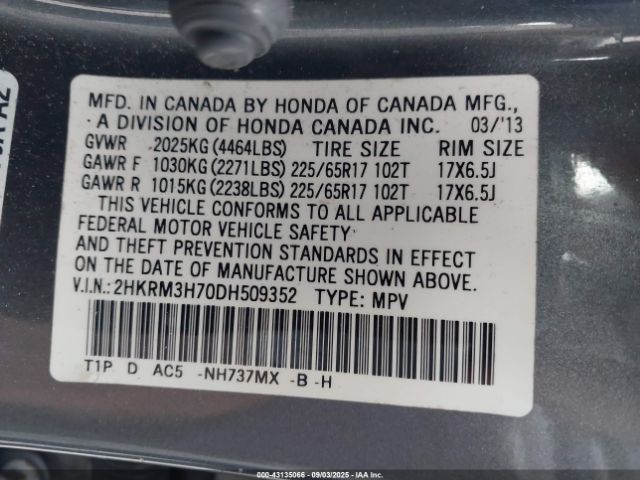 MFD. IN CANADA BY HONDA OF CANADA MFG.,
A DIVISION OF HONDA CANADA INC. 03/'13
GVWR 2025KG(4464LBS) TIRE SIZE RIM SIZE
GAWR F 1030KG(2271LBS) 225/65R17 102T 17X6.5J
GAWR R 1015KG(2238LBS) 225/65R17 102T 17X6.5J
THIS VEHICLE CONFORMS TO ALL APPLICABLE
FEDERAL MOTOR VEHICLE SAFETY
AND THEFT PREVENTION STANDARDS IN EFFECT
ON THE DATE OF MANUFACTURE SHOWN ABOVE.
V.I.N.:2HKRM3H70DH509352 TYPE: MPV
T1P D AC5 -NH737MX -B -H
000-43135066 - 09/03/2025 - IAAI.com